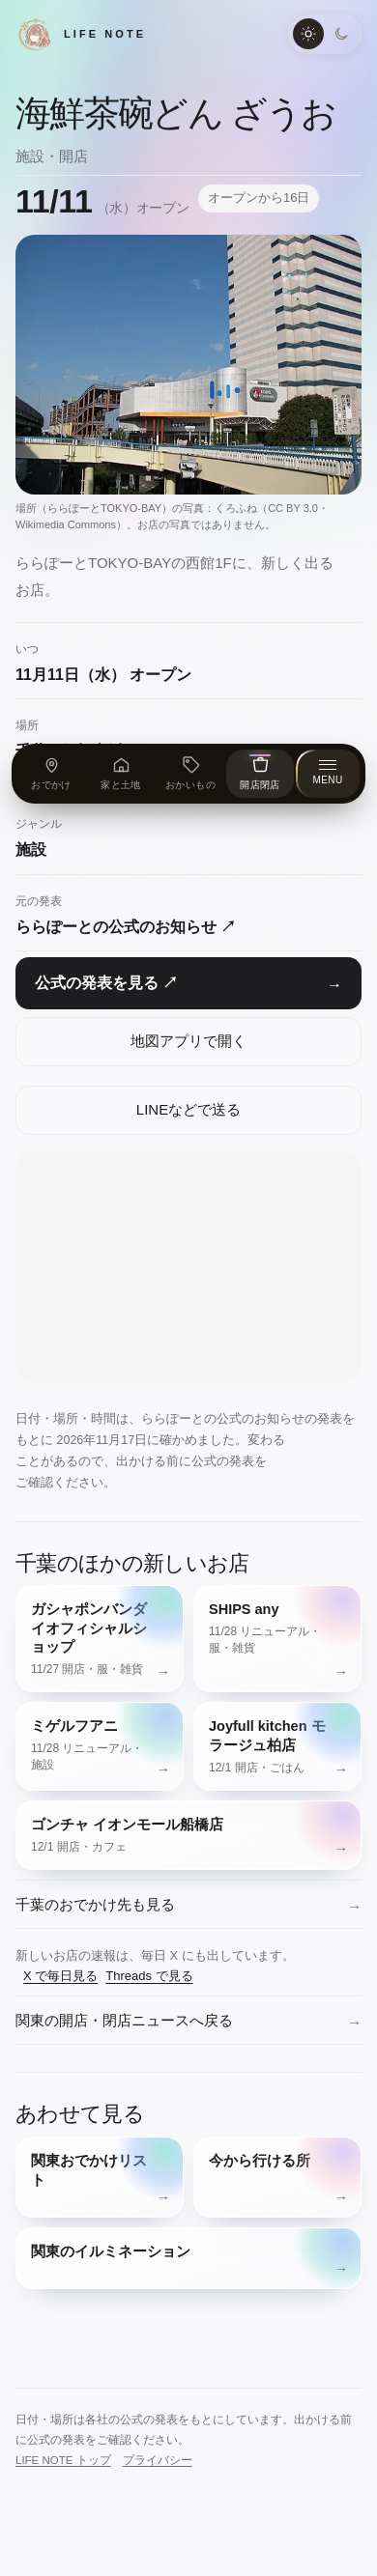 LIFE NOTE
海鮮茶碗どん ざうお
施設・開店
11/11 （水）オープン オープンから16日
場所（ららぽーとTOKYO-BAY）の写真：くろふね（CC BY 3.0・
Wikimedia Commons）。お店の写真ではありません。
ららぽーとTOKYO-BAYの西館1Fに、新しく出る
お店。
いつ
11月11日（水） オープン
場所
おでかけ 家と土地 おかいもの 開店閉店 MENU
ジャンル
施設
元の発表
ららぽーとの公式のお知らせ ↗
公式の発表を見る ↗ →
地図アプリで開く
LINEなどで送る
日付・場所・時間は、ららぽーとの公式のお知らせの発表を
もとに 2026年11月17日に確かめました。変わる
ことがあるので、出かける前に公式の発表を
ご確認ください。
千葉のほかの新しいお店
ガシャポンバンダ
イオフィシャルシ
ョップ
11/27 開店・服・雑貨 →
SHIPS any
11/28 リニューアル・
服・雑貨
→
ミゲルフアニ
11/28 リニューアル・
施設 →
Joyfull kitchen モ
ラージュ柏店
12/1 開店・ごはん →
ゴンチャ イオンモール船橋店
12/1 開店・カフェ →
千葉のおでかけ先も見る →
新しいお店の速報は、毎日 X にも出しています。
X で毎日見る Threads で見る
関東の開店・閉店ニュースへ戻る →
あわせて見る
関東おでかけリス
ト →
今から行ける所
→
関東のイルミネーション
→
日付・場所は各社の公式の発表をもとにしています。出かける前
に公式の発表をご確認ください。
LIFE NOTE トップ プライバシー